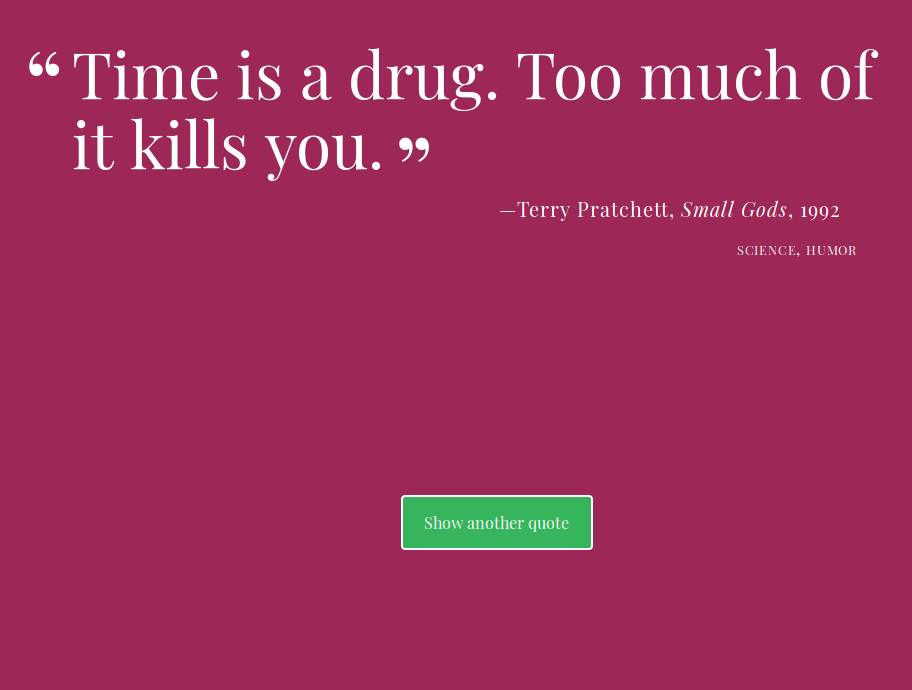 “ Time is a drug. Too much of
it kills you. ”
—Terry Pratchett, Small Gods, 1992
SCIENCE, HUMOR
Show another quote